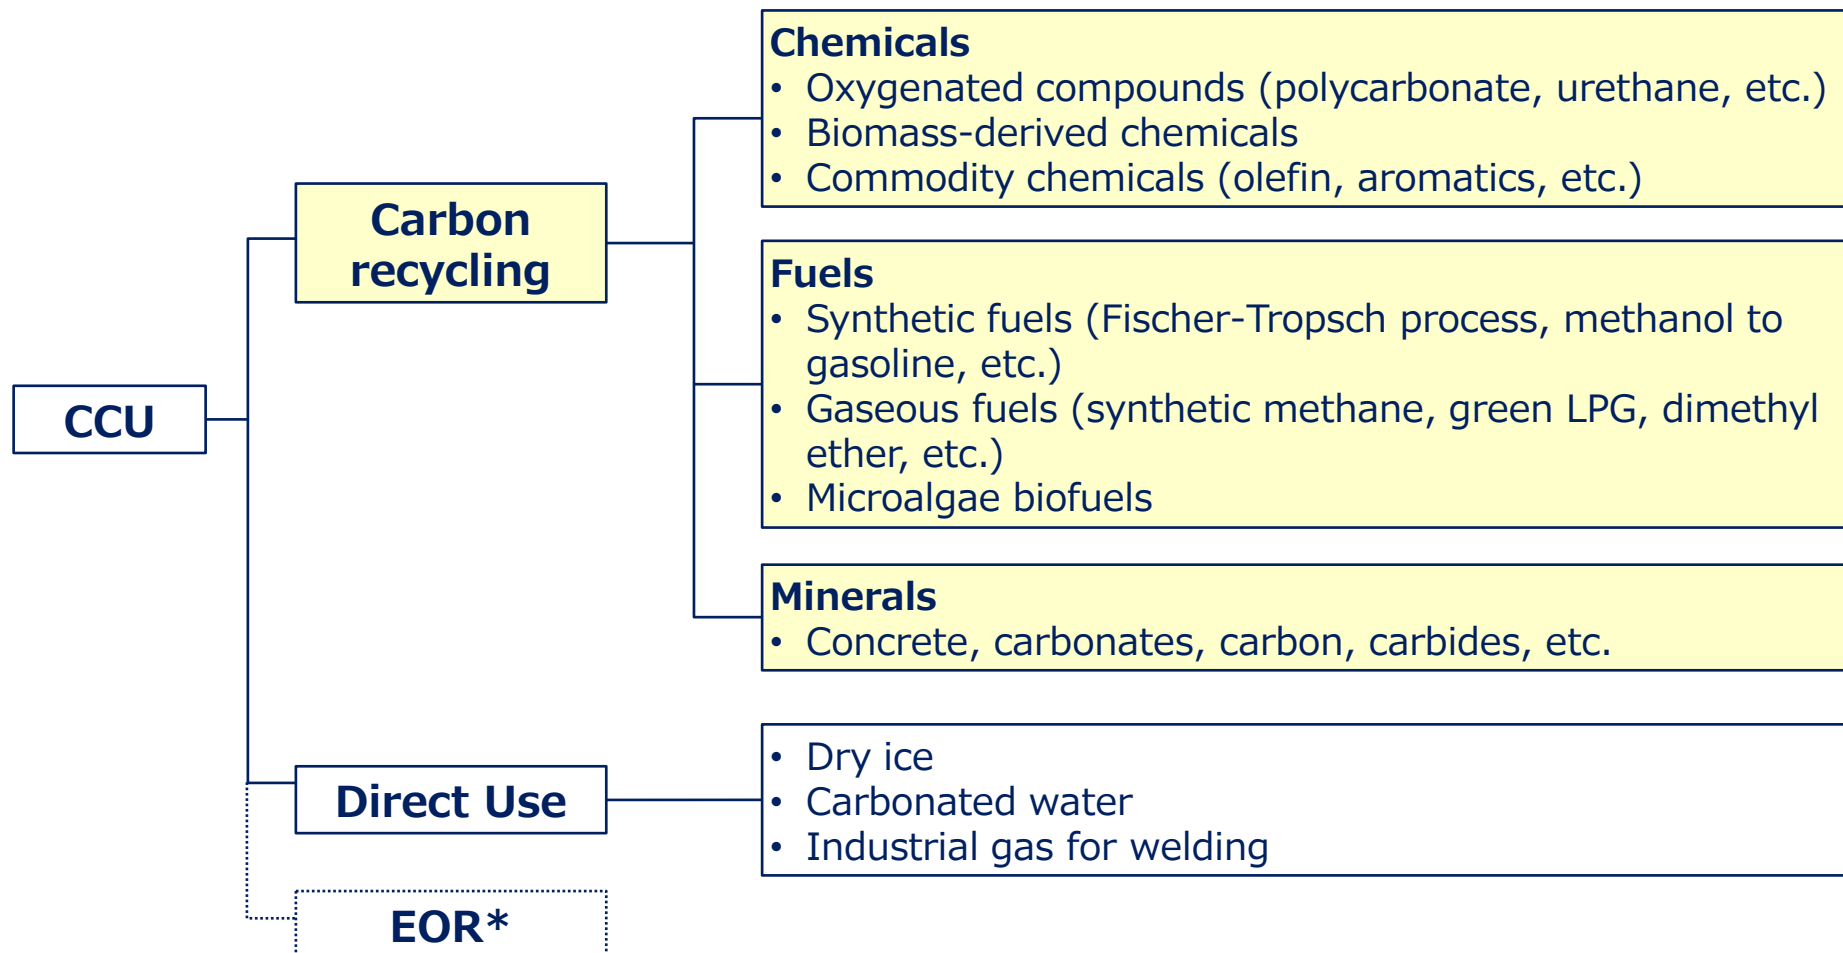 CCU
Carbon
recycling
Chemicals
• Oxygenated compounds (polycarbonate, urethane, etc.)
• Biomass-derived chemicals
• Commodity chemicals (olefin, aromatics, etc.)
Fuels
• Synthetic fuels (Fischer-Tropsch process, methanol to
gasoline, etc.)
• Gaseous fuels (synthetic methane, green LPG, dimethyl
ether, etc.)
• Microalgae biofuels
Minerals
• Concrete, carbonates, carbon, carbides, etc.
Direct Use
• Dry ice
• Carbonated water
• Industrial gas for welding
EOR*